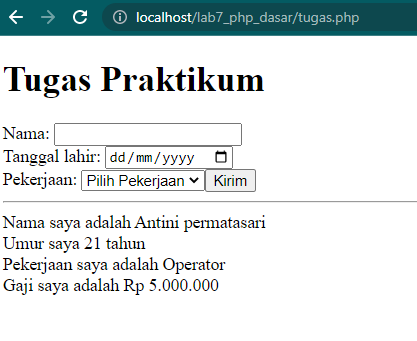 localhost/lab7_php_dasar/tugas.php
Tugas Praktikum
Nama:
Tanggal lahir: dd/mm/yyyy
Pekerjaan: Pilih Pekerjaan Kirim
Nama saya adalah Antini permatasari
Umur saya 21 tahun
Pekerjaan saya adalah Operator
Gaji saya adalah Rp 5.000.000